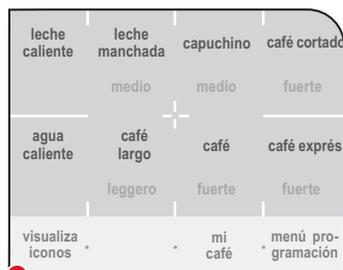 leche caliente
leche manchada
capuchino
café cortado
medio
medio
fuerte
agua caliente
café largo
café
café exprés
leggero
fuerte
fuerte
visualiza iconos
mi café
menú pro-
gramación